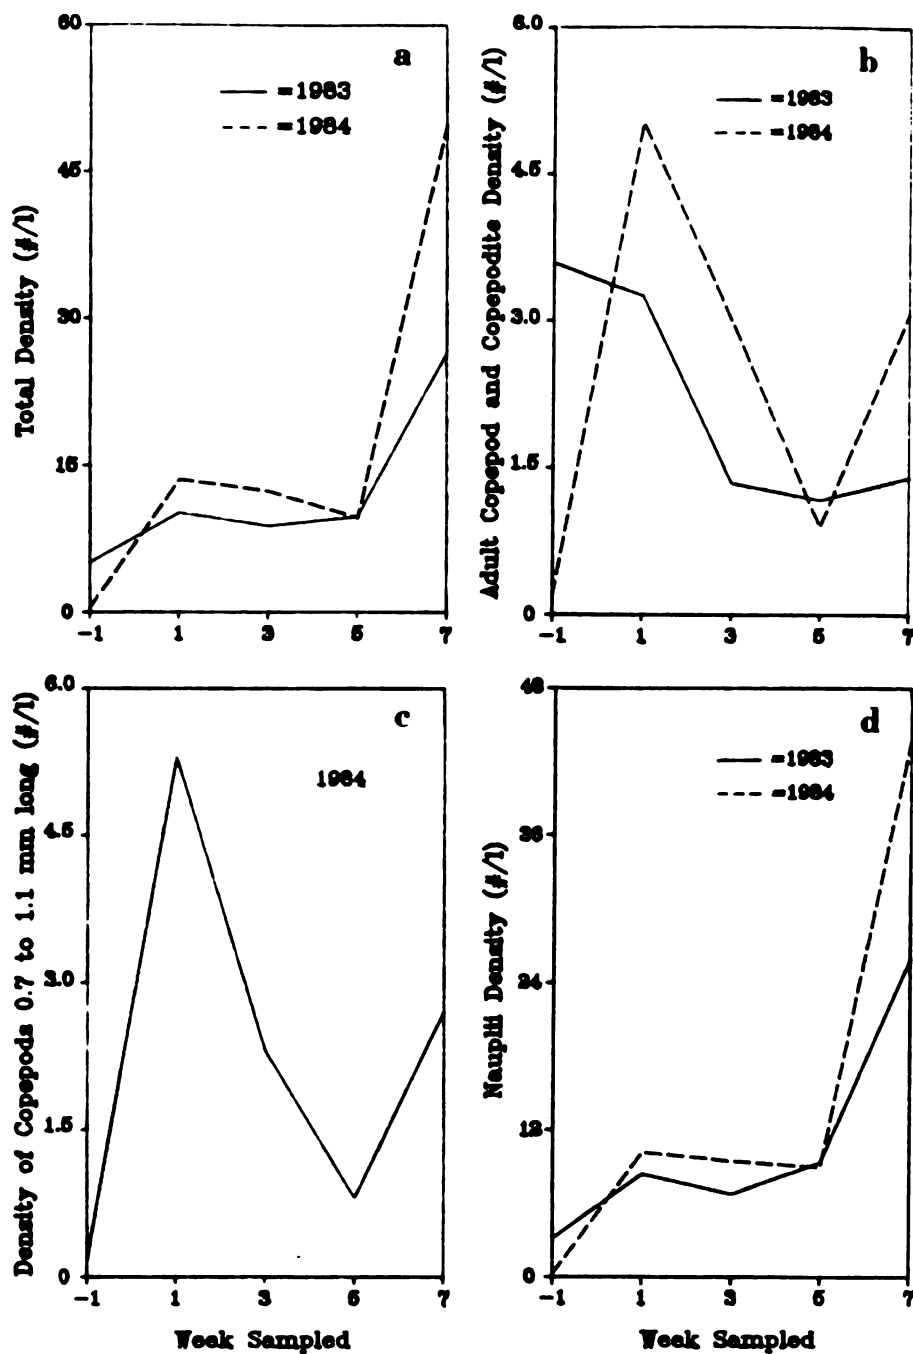 a
Total Density (#/l)
60
45
30
15
0
=1983
=1984
-1 1 3 5 7
b
Adult Copepod and Copepodite Density (#/l)
6.0
4.5
3.0
1.5
0
=1983
=1984
-1 1 3 5 7
c
Density of Copepods 0.7 to 1.1 mm long (#/l)
6.0
4.5
3.0
1.5
0
1984
-1 1 3 5 7
Week Sampled
d
Nauplii Density (#/l)
48
36
24
12
0
=1983
=1984
-1 1 3 5 7
Week Sampled